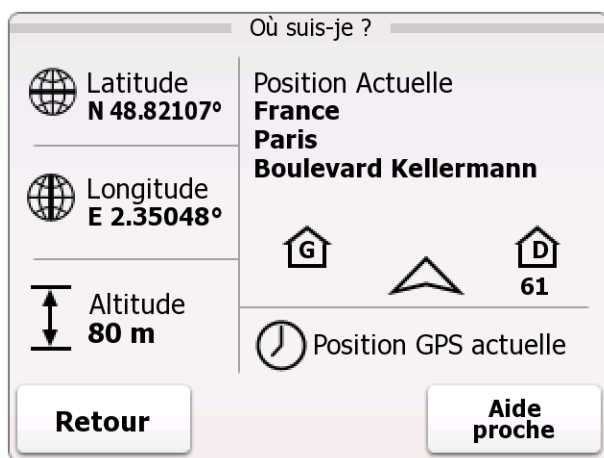 Où suis-je ?
Latitude
N 48.82107°
Longitude
E 2.35048°
Altitude
80 m
Position Actuelle
France
Paris
Boulevard Kellermann
G
D
61
Position GPS actuelle
Retour
Aide
proche